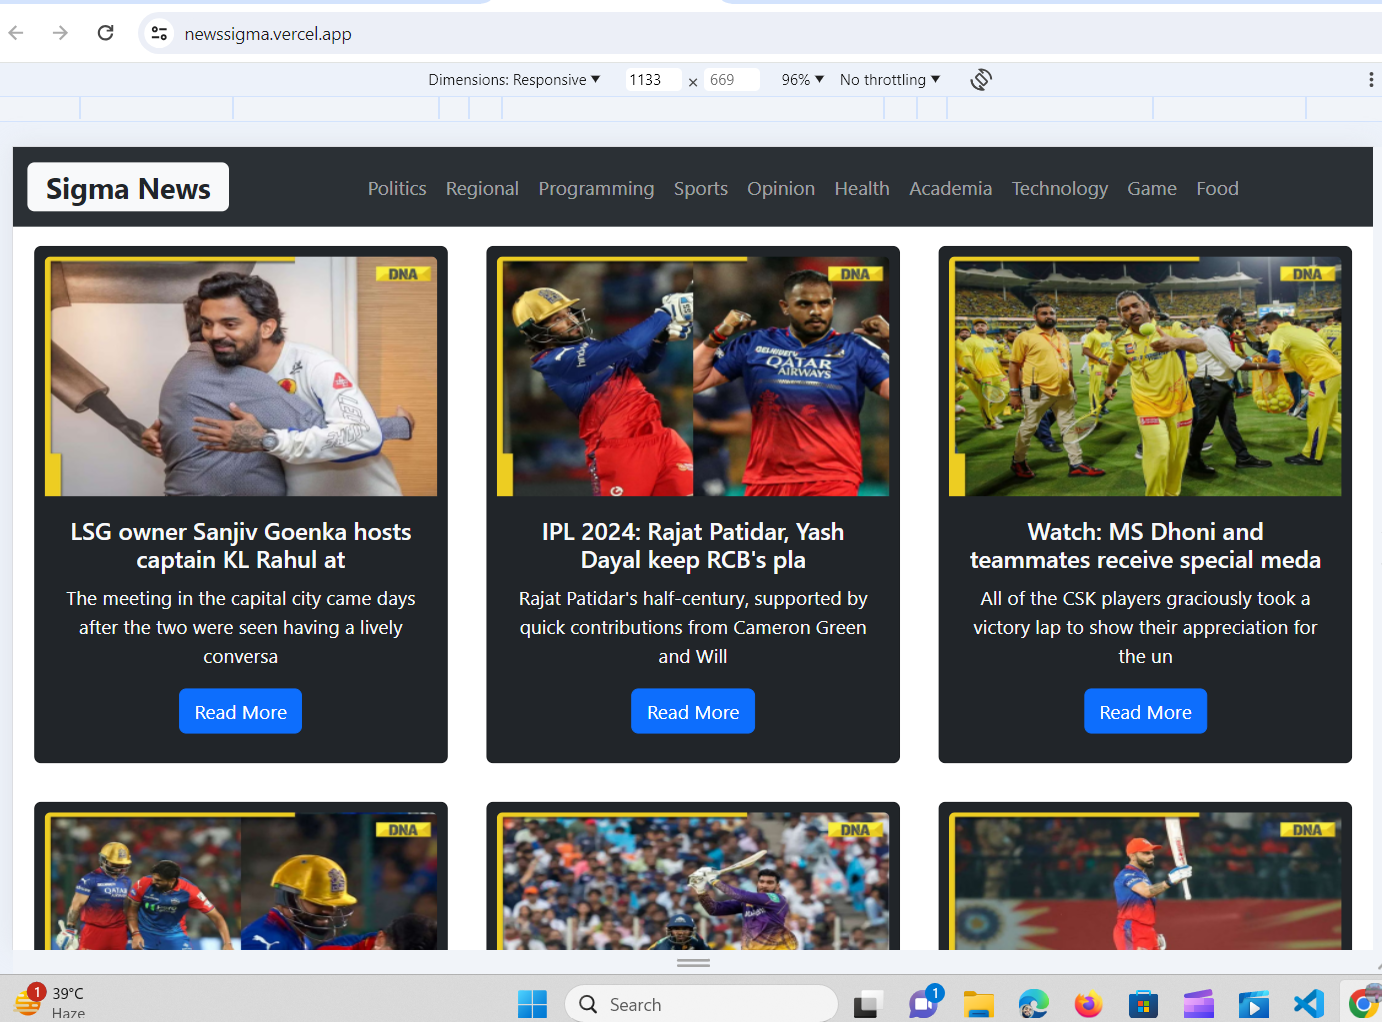 newssigma.vercel.app
Dimensions: Responsive 1133 × 669 96% No throttling
Sigma News
Politics Regional Programming Sports Opinion Health Academia Technology Game Food
DNA
DNA
GELNHIDEV
QATAR
AIRWAYS
DNA
LSG owner Sanjiv Goenka hosts
captain KL Rahul at
The meeting in the capital city came days
after the two were seen having a lively
conversa
Read More
IPL 2024: Rajat Patidar, Yash
Dayal keep RCB's pla
Rajat Patidar's half-century, supported by
quick contributions from Cameron Green
and Will
Read More
Watch: MS Dhoni and
teammates receive special meda
All of the CSK players graciously took a
victory lap to show their appreciation for
the un
Read More
DNA
DNA
DNA
1
39°C
Haze
Search
1